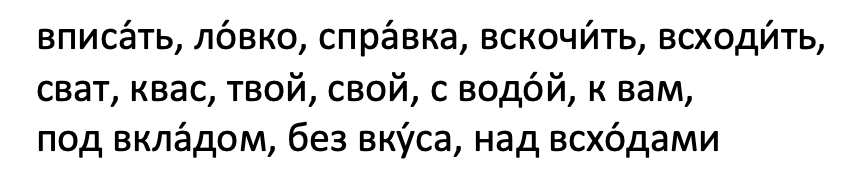 вписа́ть, ло́вко, спра́вка, вскочи́ть, всходи́ть,
сват, квас, твой, свой, с водо́й, к вам,
под вкла́дом, без вку́са, над всхо́дами